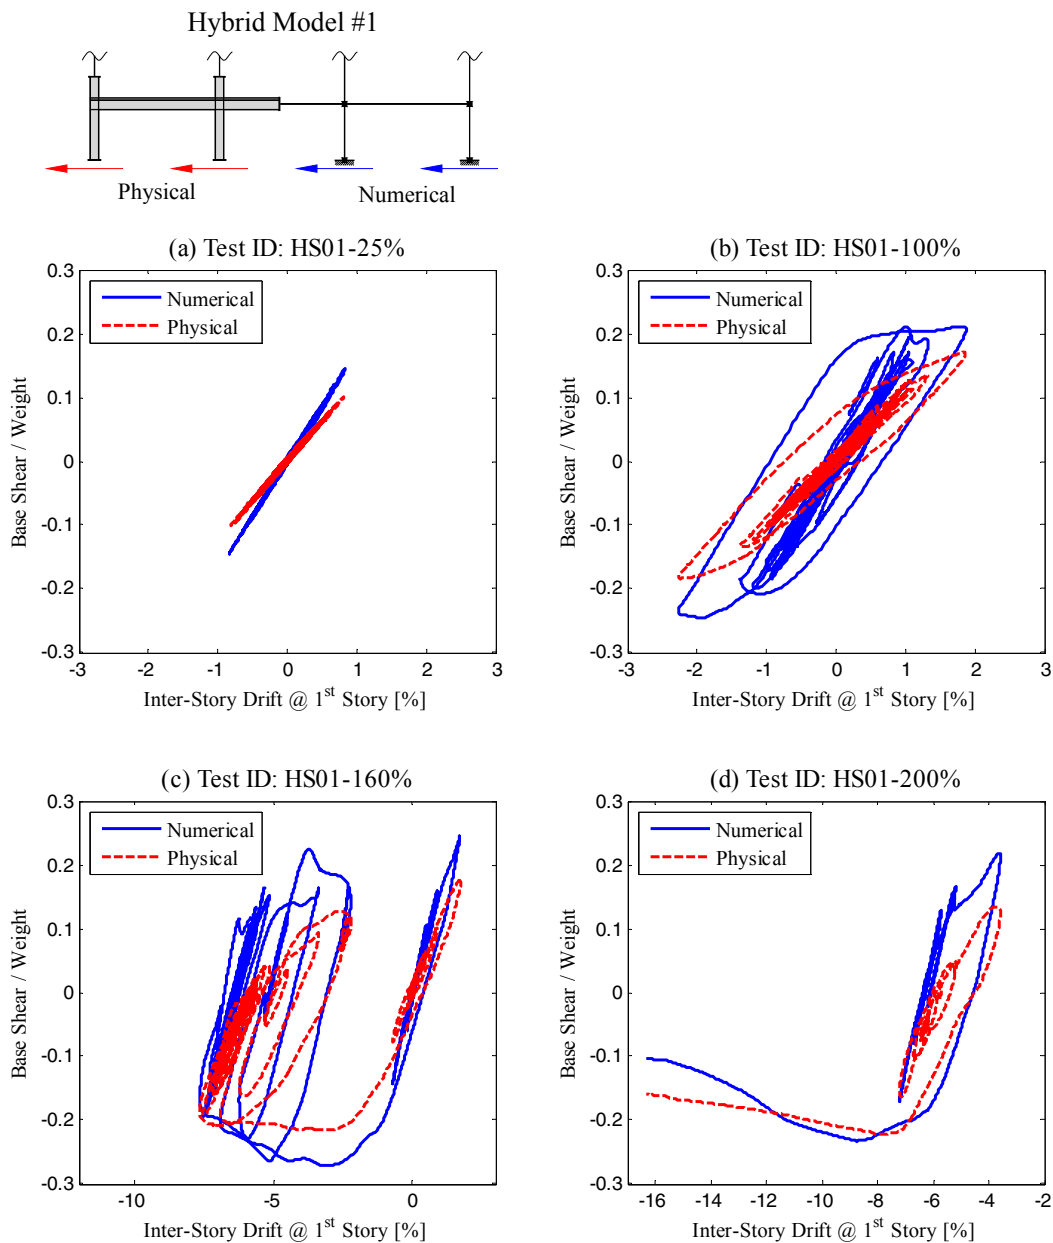 Hybrid Model #1
Physical
Numerical
(a) Test ID: HS01-25%
0.3
0.2
0.1
0
-0.1
-0.2
-0.3
-3
-2
-1
0
1
2
3
Numerical
Physical
Base Shear / Weight
Inter-Story Drift @ 1st Story [%]
(b) Test ID: HS01-100%
0.3
0.2
0.1
0
-0.1
-0.2
-0.3
-3
-2
-1
0
1
2
3
Numerical
Physical
Base Shear / Weight
Inter-Story Drift @ 1st Story [%]
(c) Test ID: HS01-160%
0.3
0.2
0.1
0
-0.1
-0.2
-0.3
-10
-5
0
Numerical
Physical
Base Shear / Weight
Inter-Story Drift @ 1st Story [%]
(d) Test ID: HS01-200%
0.3
0.2
0.1
0
-0.1
-0.2
-0.3
-16
-14
-12
-10
-8
-6
-4
-2
Numerical
Physical
Base Shear / Weight
Inter-Story Drift @ 1st Story [%]